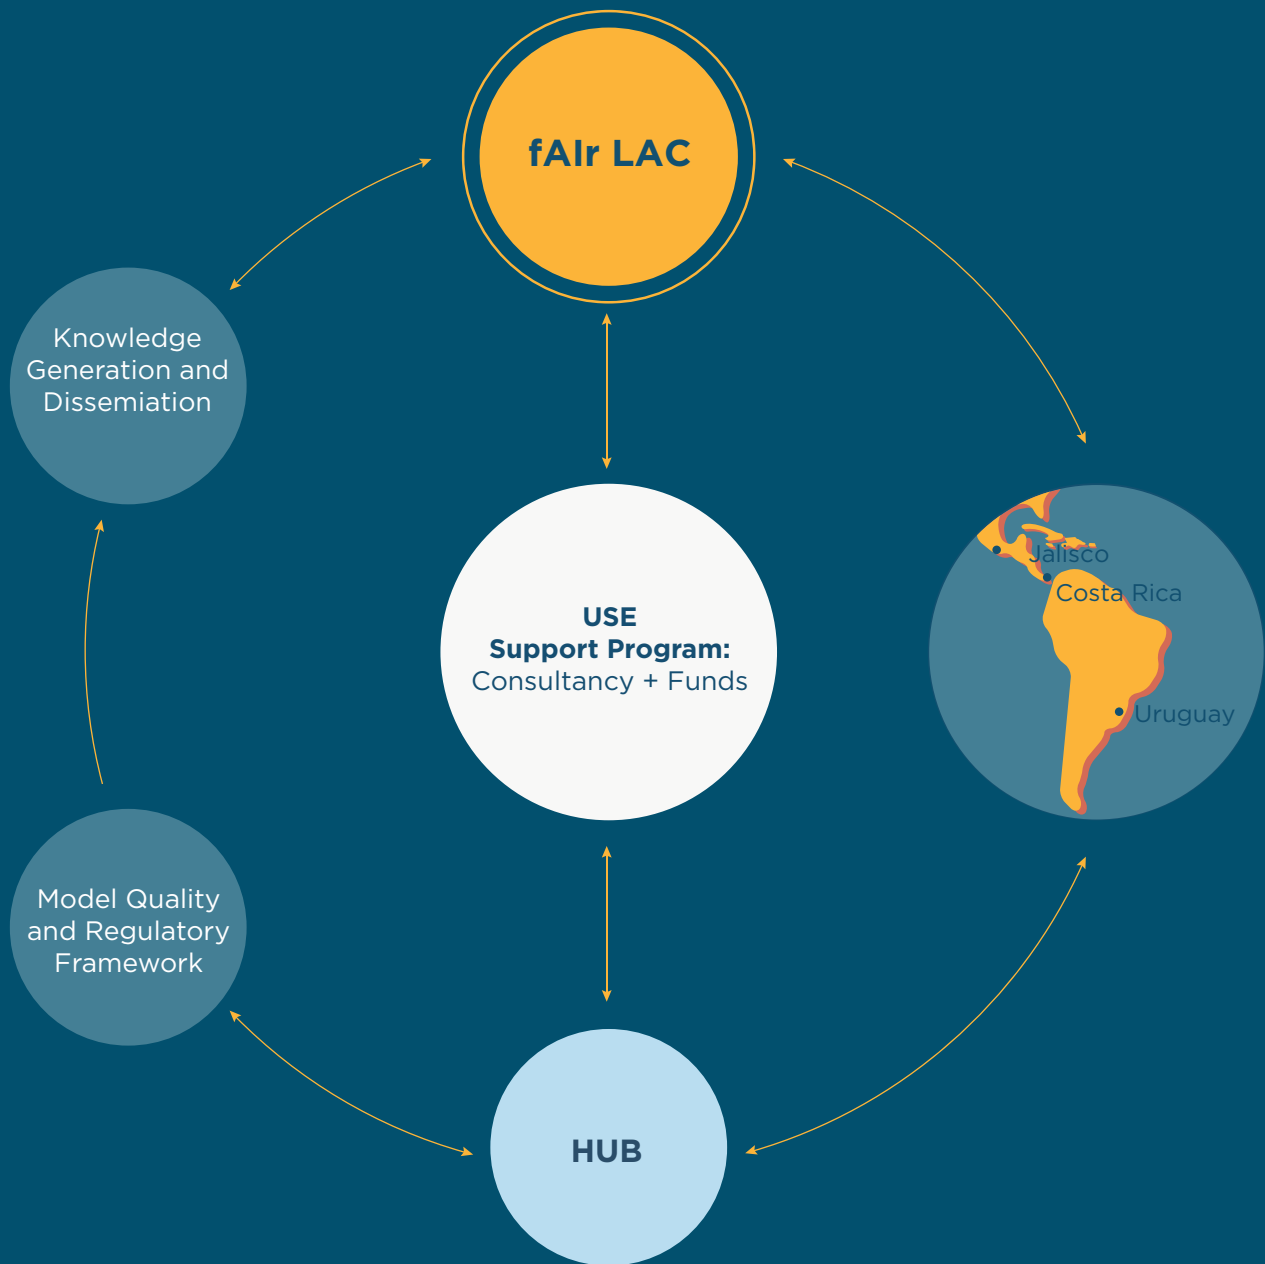 fAIr LAC
Knowledge
Generation and
Dissemiation
Jalisco
Costa Rica
Uruguay
USE
Support Program:
Consultancy + Funds
Model Quality
and Regulatory
Framework
HUB